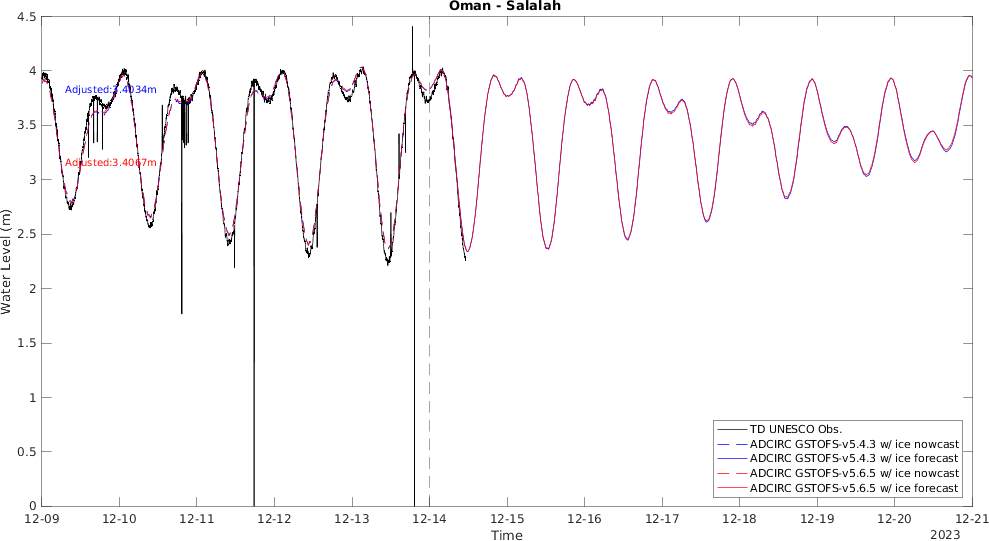 Oman - Salalah
4.5
4
3.5
3
2.5
2
1.5
1
0.5
0
Water Level (m)
Adjusted:3.4034m
Adjusted:3.4067m
TD UNESCO Obs.
ADCIRC GSTOFS-v5.4.3 w/ ice nowcast
ADCIRC GSTOFS-v5.4.3 w/ ice forecast
ADCIRC GSTOFS-v5.6.5 w/ ice nowcast
ADCIRC GSTOFS-v5.6.5 w/ ice forecast
12-09 12-10 12-11 12-12 12-13 12-14 12-15 12-16 12-17 12-18 12-19 12-20 12-21
Time
2023